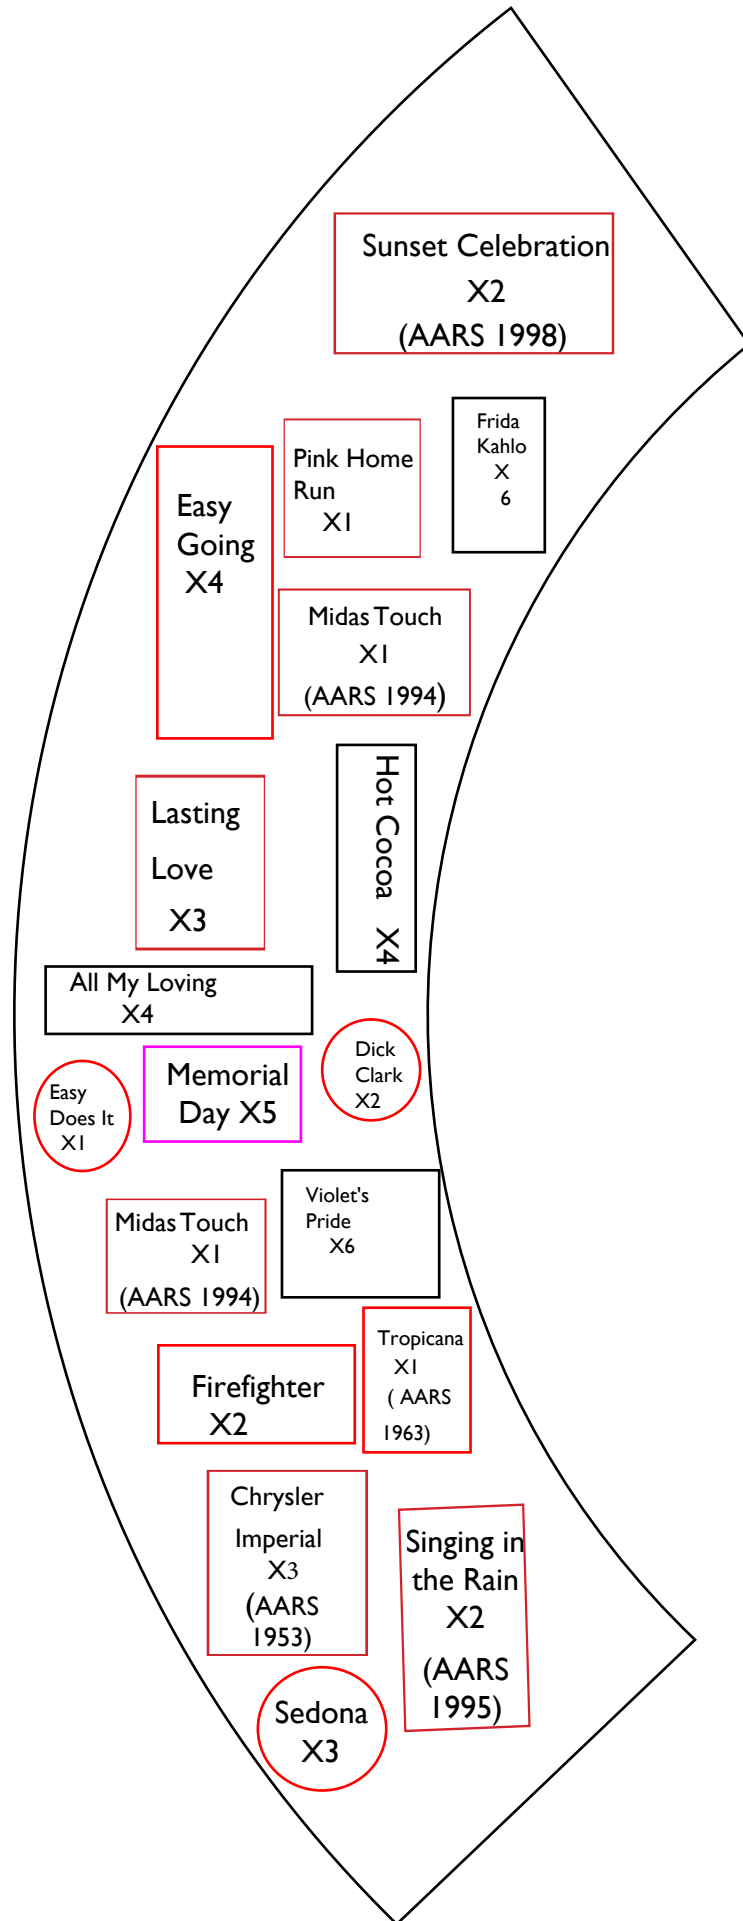 Sunset Celebration
X2
(AARS 1998)
Frida
Kahlo
X
6
Pink Home
Run
X1
Easy
Going
X4
Midas Touch
X1
(AARS 1994)
Hot Cocoa X4
Lasting
Love
X3
All My Loving
X4
Dick
Clark
X2
Memorial
Day X5
Easy
Does It
X1
Violet's
Pride
X6
Midas Touch
X1
(AARS 1994)
Tropicana
X1
( AARS
1963)
Firefighter
X2
Chrysler
Imperial
X3
(AARS
1953)
Singing in
the Rain
X2
(AARS
1995)
Sedona
X3